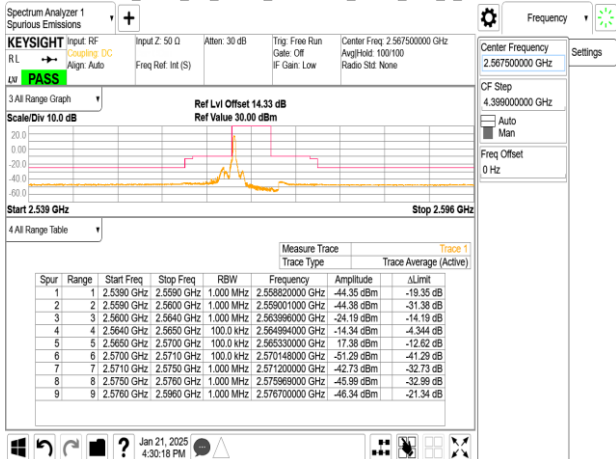 Spectrum Analyzer 1
Spurious Emissions
Frequency
KEYSIGHT Input: RF Input Z: 50 Ω Atten: 30 dB Trig: Free Run Center Freq: 2.567500000 GHz
Coupling: DC Gate: Off Avg|Hold: 100/100
RL Align: Auto Freq Ref: Int (S) IF Gain: Low Radio Std: None
LXI PASS
Center Frequency
2.567500000 GHz
Settings
CF Step
4.399000000 GHz
Auto
Man
Freq Offset
0 Hz
3 All Range Graph
Scale/Div 10.0 dB
Ref Lvl Offset 14.33 dB
Ref Value 30.00 dBm
20.0
0.00
-20.0
-40.0
-60.0
Start 2.539 GHz Stop 2.596 GHz
4 All Range Table
Measure Trace Trace 1
Trace Type Trace Average (Active)
Spur Range Start Freq Stop Freq RBW Frequency Amplitude ΔLimit
1 1 2.5390 GHz 2.5590 GHz 1.000 MHz 2.558820000 GHz -44.35 dBm -19.35 dB
2 2 2.5590 GHz 2.5600 GHz 1.000 MHz 2.559001000 GHz -44.38 dBm -31.38 dB
3 3 2.5600 GHz 2.5640 GHz 1.000 MHz 2.563996000 GHz -24.19 dBm -14.19 dB
4 4 2.5640 GHz 2.5650 GHz 100.0 kHz 2.564994000 GHz -14.34 dBm -4.344 dB
5 5 2.5650 GHz 2.5700 GHz 100.0 kHz 2.565330000 GHz 17.38 dBm -12.62 dB
6 6 2.5700 GHz 2.5710 GHz 100.0 kHz 2.570148000 GHz -51.29 dBm -41.29 dB
7 7 2.5710 GHz 2.5750 GHz 1.000 MHz 2.571200000 GHz -42.73 dBm -32.73 dB
8 8 2.5750 GHz 2.5760 GHz 1.000 MHz 2.575969000 GHz -45.99 dBm -32.99 dB
9 9 2.5760 GHz 2.5960 GHz 1.000 MHz 2.576700000 GHz -46.34 dBm -21.34 dB
? Jan 21, 2025
4:30:18 PM